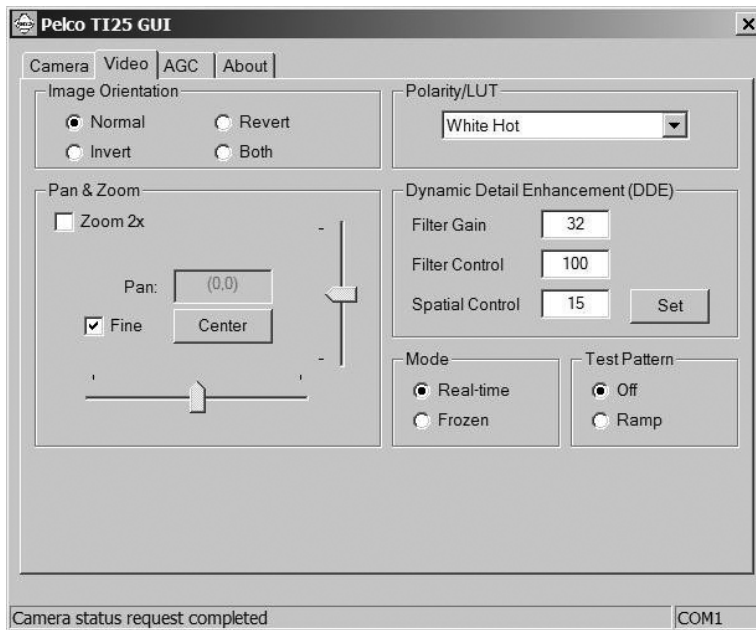 Pelco TI25 GUI
Camera Video AGC About
Image Orientation
Normal Revert
Invert Both
Polarity/LUT
White Hot
Pan & Zoom
Zoom 2x
Pan: (0,0)
Fine Center
Dynamic Detail Enhancement (DDE)
Filter Gain 32
Filter Control 100
Spatial Control 15 Set
Mode
Real-time
Frozen
Test Pattern
Off
Ramp
Camera status request completed COM1